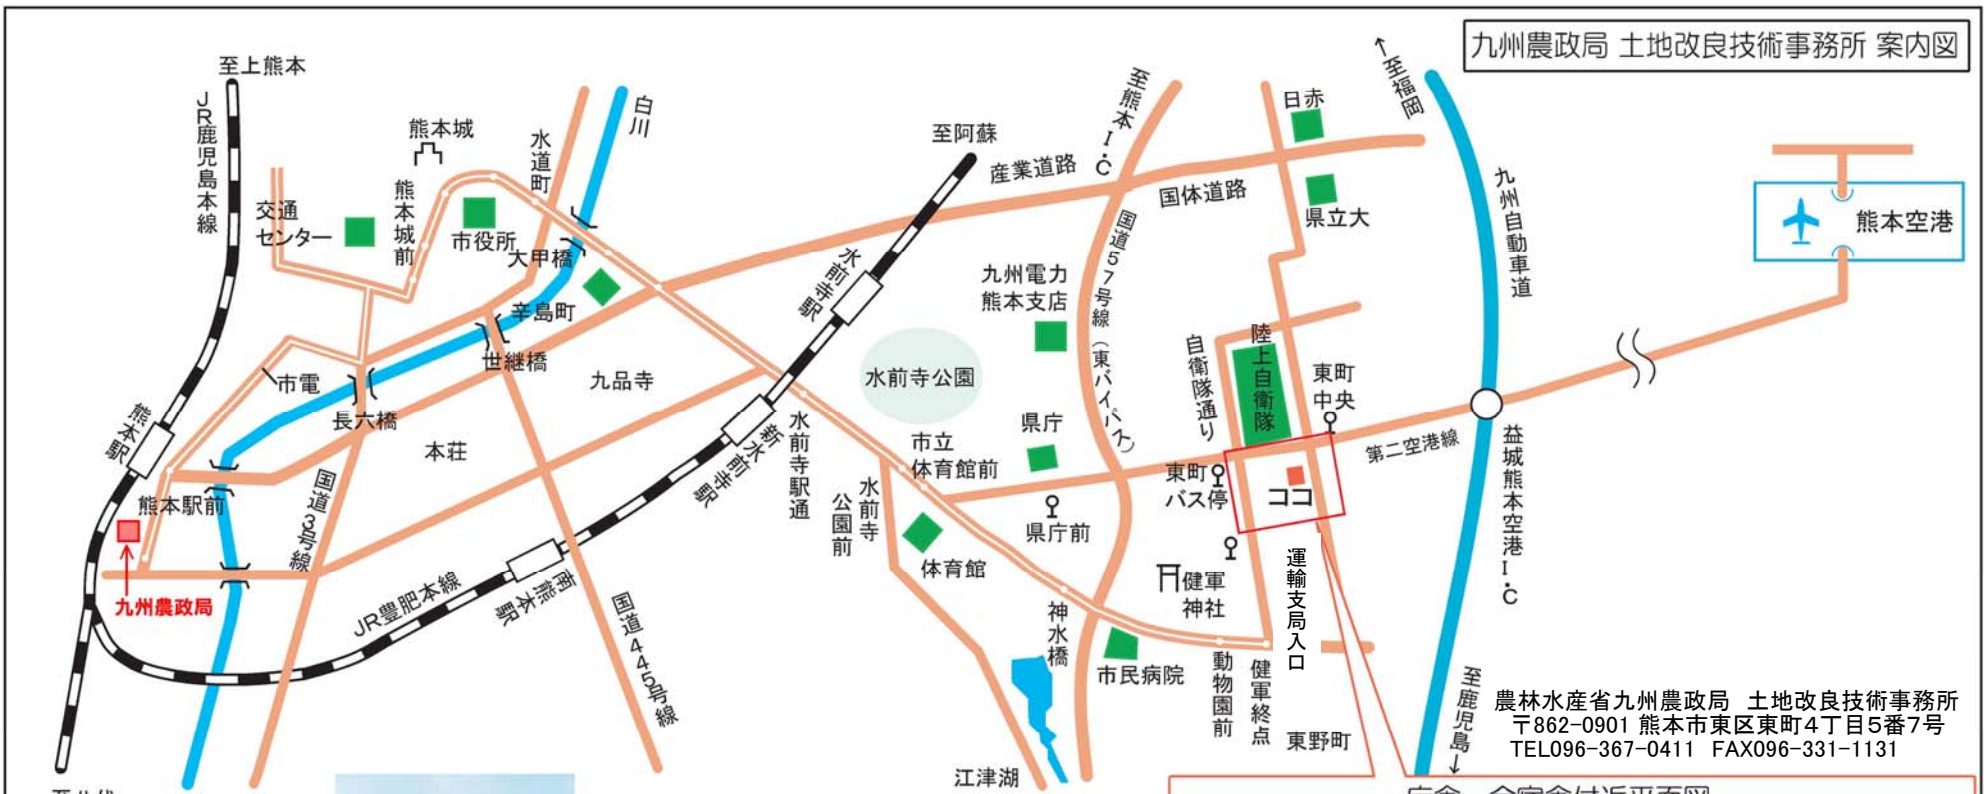 九州農政局 土地改良技術事務所 案内図
至上熊本
JR鹿児島本線
熊本城
水道町
白川
至阿蘇
産業道路
至熊本I・C
国体道路
日赤
←至福岡
九州自動車道
熊本空港
交通
センター
熊本城前
市役所
大甲橋
辛島町
水前寺駅
九州電力
熊本支店
国道57号線(東バイパス)
県立大
自衛隊通り
陸上自衛隊
東町
中央
世継橋
九品寺
水前寺公園
市電
長六橋
熊本駅
本荘
新水前寺駅
水前寺駅通
市立
体育館前
県庁
東町
バス停
ココ
第二空港線
益城熊本空港I・C
熊本駅前
国道3号線
水前寺
公園前
県庁前
体育館
九州農政局
JR豊肥本線
南熊本駅
国道445号線
神水橋
健軍
神社
運輸支局入口
市民病院
動物園前
健軍終点
東野町
江津湖
至鹿児島→
農林水産省九州農政局 土地改良技術事務所
〒862-0901 熊本市東区東町4丁目5番7号
TEL096-367-0411 FAX096-331-1131